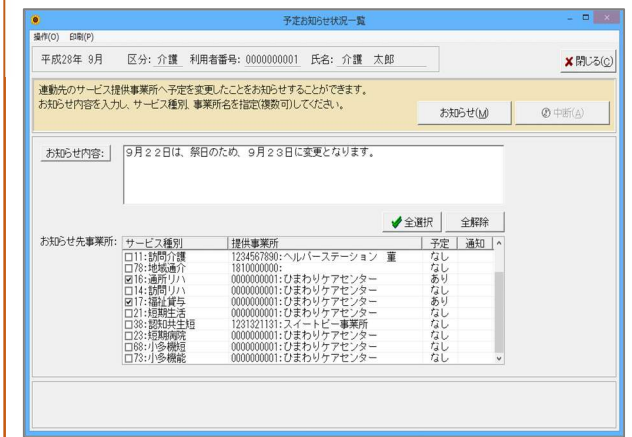 予定お知らせ状況一覧
操作(O) 印刷(P)
平成28年 9月 区分: 介護 利用者番号: 0000000001 氏名: 介護 太郎 閉じる(C)
連動先のサービス提供事業所へ予定を変更したことをお知らせすることができます。
お知らせ内容を入力し、サービス種別、事業所名を指定(複数可)してください。
お知らせ(M) 中断(A)
お知らせ内容: 9月22日は、祭日のため、9月23日に変更となります。
全選択 全解除
お知らせ先事業所: サービス種別 提供事業所 予定 通知
11:訪問介護 1234567890:ヘルパーステーション 菫 なし
78:地域通介 1810000000: なし
16:通所リハ 0000000001:ひまわりケアセンター あり
14:訪問リハ 0000000001:ひまわりケアセンター なし
17:福祉貸与 0000000001:ひまわりケアセンター あり
21:短期生活 0000000001:ひまわりケアセンター なし
38:認知共生短 1231321131:スイートピー事業所 なし
23:短期病院 0000000001:ひまわりケアセンター なし
68:小多機短 0000000001:ひまわりケアセンター なし
73:小多機能 0000000001:ひまわりケアセンター なし